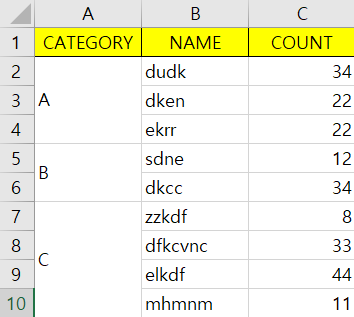 A B C
1 CATEGORY NAME COUNT
2 dudk 34
3 A dken 22
4 ekrr 22
5 B sdne 12
6 dkcc 34
7 zzkdf 8
8 C dfkcvnc 33
9 elkdf 44
10 mhmnm 11